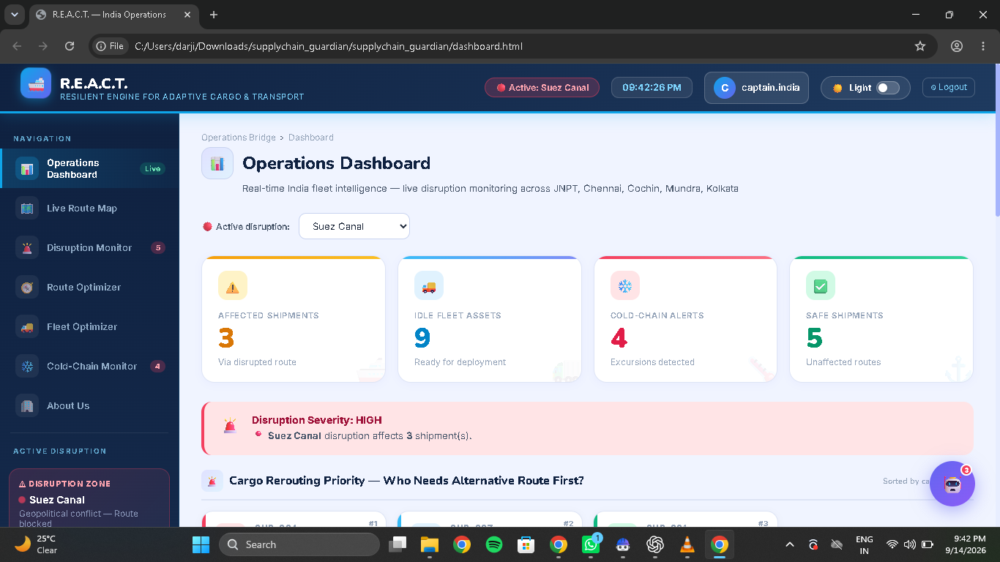 R.E.A.C.T. — India Operations
File
C:/Users/darji/Downloads/supplychain_guardian/supplychain_guardian/dashboard.html
R.E.A.C.T.
RESILIENT ENGINE FOR ADAPTIVE CARGO & TRANSPORT
Active: Suez Canal
09:42:26 PM
C
captain.india
Light
Logout
NAVIGATION
Operations
Dashboard
Live
Live Route Map
Disruption Monitor
5
Route Optimizer
Fleet Optimizer
Cold-Chain Monitor
4
About Us
ACTIVE DISRUPTION
DISRUPTION ZONE
Suez Canal
Geopolitical conflict — Route
blocked
Operations Bridge › Dashboard
Operations Dashboard
Real-time India fleet intelligence — live disruption monitoring across JNPT, Chennai, Cochin, Mundra, Kolkata
Active disruption:
Suez Canal
AFFECTED SHIPMENTS
3
Via disrupted route
IDLE FLEET ASSETS
9
Ready for deployment
COLD-CHAIN ALERTS
4
Excursions detected
SAFE SHIPMENTS
5
Unaffected routes
Disruption Severity: HIGH
Suez Canal disruption affects 3 shipment(s).
Cargo Rerouting Priority — Who Needs Alternative Route First?
Sorted by
3
#1
#2
#3
25°C
Clear
Search
1
ENG
IN
9:42 PM
9/14/2026